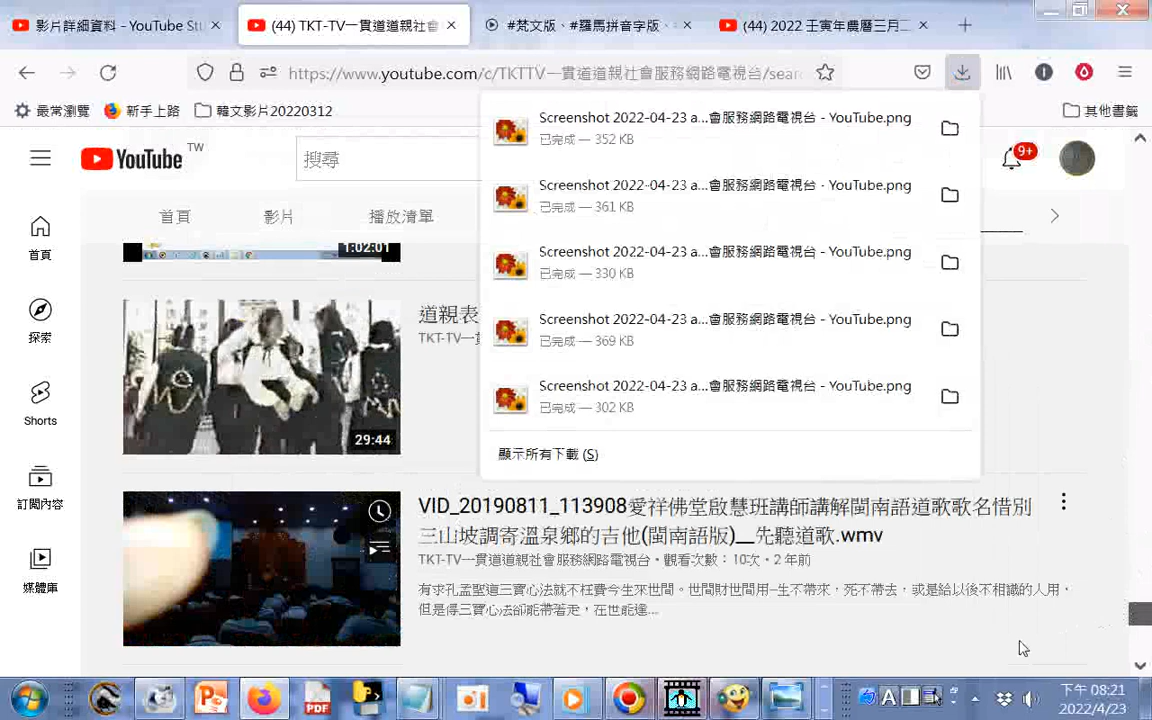 影片詳細資料 - YouTube Stu
(44) TKT-TV一貫道道親社會
#梵文版、#羅馬拼音字版、
(44) 2022 壬寅年農曆三月二
https://www.youtube.com/c/TKTTV一貫道道親社會服務網路電視台/sear
最常瀏覽
新手上路
韓文影片20220312
其他書籤
Screenshot 2022-04-23 a...會服務網路電視台 - YouTube.png
已完成 — 352 KB
Screenshot 2022-04-23 a...會服務網路電視台 - YouTube.png
已完成 — 361 KB
Screenshot 2022-04-23 a...會服務網路電視台 - YouTube.png
已完成 — 330 KB
Screenshot 2022-04-23 a...會服務網路電視台 - YouTube.png
已完成 — 369 KB
Screenshot 2022-04-23 a...會服務網路電視台 - YouTube.png
已完成 — 302 KB
顯示所有下載 (S)
YouTube TW
搜尋
9+
首頁
影片
播放清單
首頁
探索
Shorts
訂閱內容
媒體庫
1:02:01
道親表
TKT-TV一
29:44
VID_20190811_113908愛祥佛堂啟慧班講師講解閩南語道歌歌名惜別
三山坡調寄溫泉鄉的吉他(閩南語版)__先聽道歌.wmv
TKT-TV一貫道道親社會服務網路電視台 • 觀看次數：10次 • 2 年前
有求孔孟聖道三寶心法就不枉費今生來世間。世間財世間用—生不帶來，死不帶去，或是給以後不相識的人用，
但是得三寶心法卻能帶著走，在世能達...
PDF
A
下午 08:21
2022/4/23